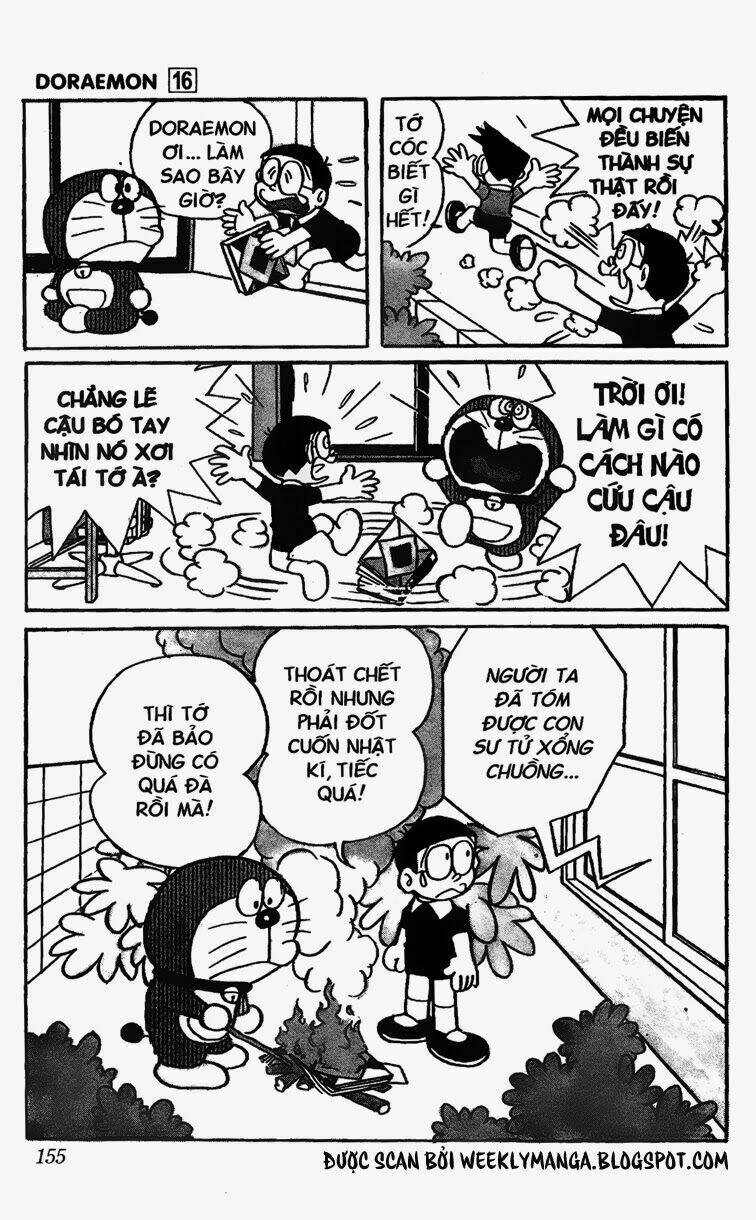 DORAEMON 16
MỌI CHUYỆN
ĐỀU BIẾN
THÀNH SỰ
THẬT RỒI
ĐẤY!
TỚ
CÓC
BIẾT
GÌ
HẾT!
DORAEMON
ƠI... LÀM
SAO BÂY
GIỜ?
TRỜI ƠI!
LÀM GÌ CÓ
CÁCH NÀO
CỨU CẬU
ĐÂU!
CHẲNG LẼ
CẬU BÓ TAY
NHÌN NÓ XƠI
TÁI TỚ À?
NGƯỜI TA
ĐÃ TÓM
ĐƯỢC CON
SƯ TỬ XỔNG
CHUỒNG...
THOÁT CHẾT
RỒI NHƯNG
PHẢI ĐỐT
CUỐN NHẬT
KÍ, TIẾC
QUÁ!
THÌ TỚ
ĐÃ BẢO
ĐỪNG CÓ
QUÁ ĐÀ
RỒI MÀ!
155
ĐƯỢC SCAN BỞI WEEKLYMANGA.BLOGSPOT.COM